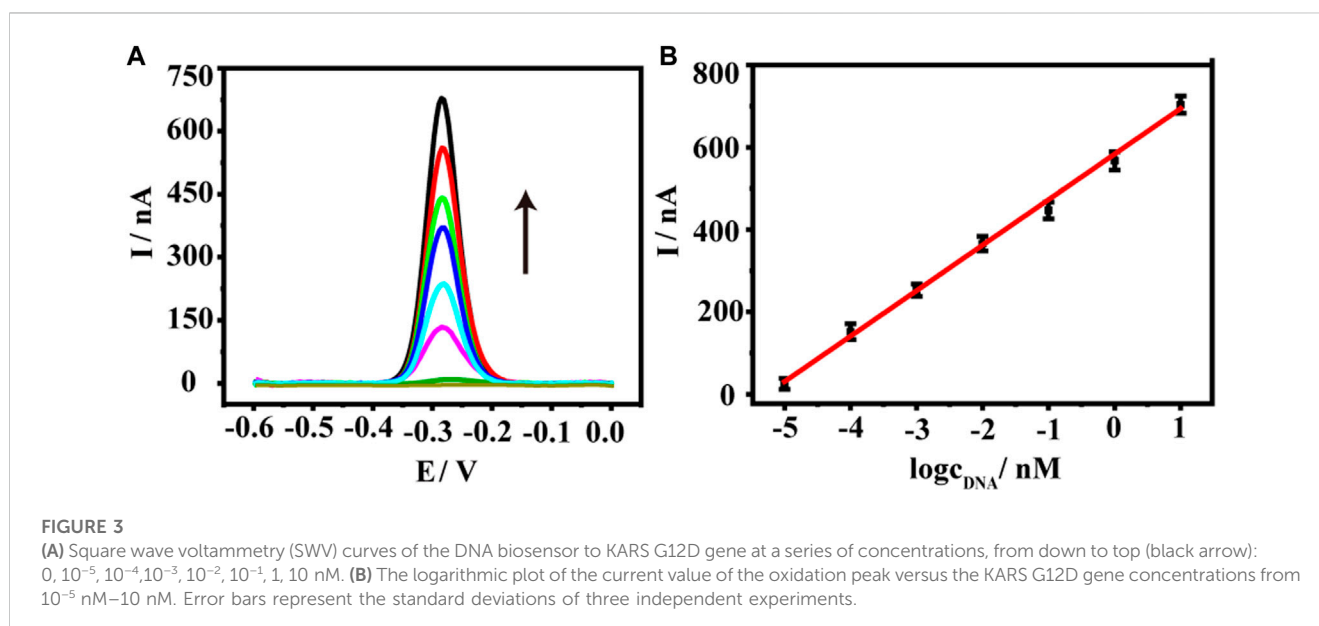 A
B
750
600
450
300
150
0
I / nA
-0.6 -0.5 -0.4 -0.3 -0.2 -0.1 0.0
E / V
800
600
400
200
0
I / nA
-5 -4 -3 -2 -1 0 1
logc_DNA / nM
FIGURE 3
(A) Square wave voltammetry (SWV) curves of the DNA biosensor to KARS G12D gene at a series of concentrations, from down to top (black arrow):
0, 10⁻⁵, 10⁻⁴,10⁻³, 10⁻², 10⁻¹, 1, 10 nM. (B) The logarithmic plot of the current value of the oxidation peak versus the KARS G12D gene concentrations from
10⁻⁵ nM–10 nM. Error bars represent the standard deviations of three independent experiments.